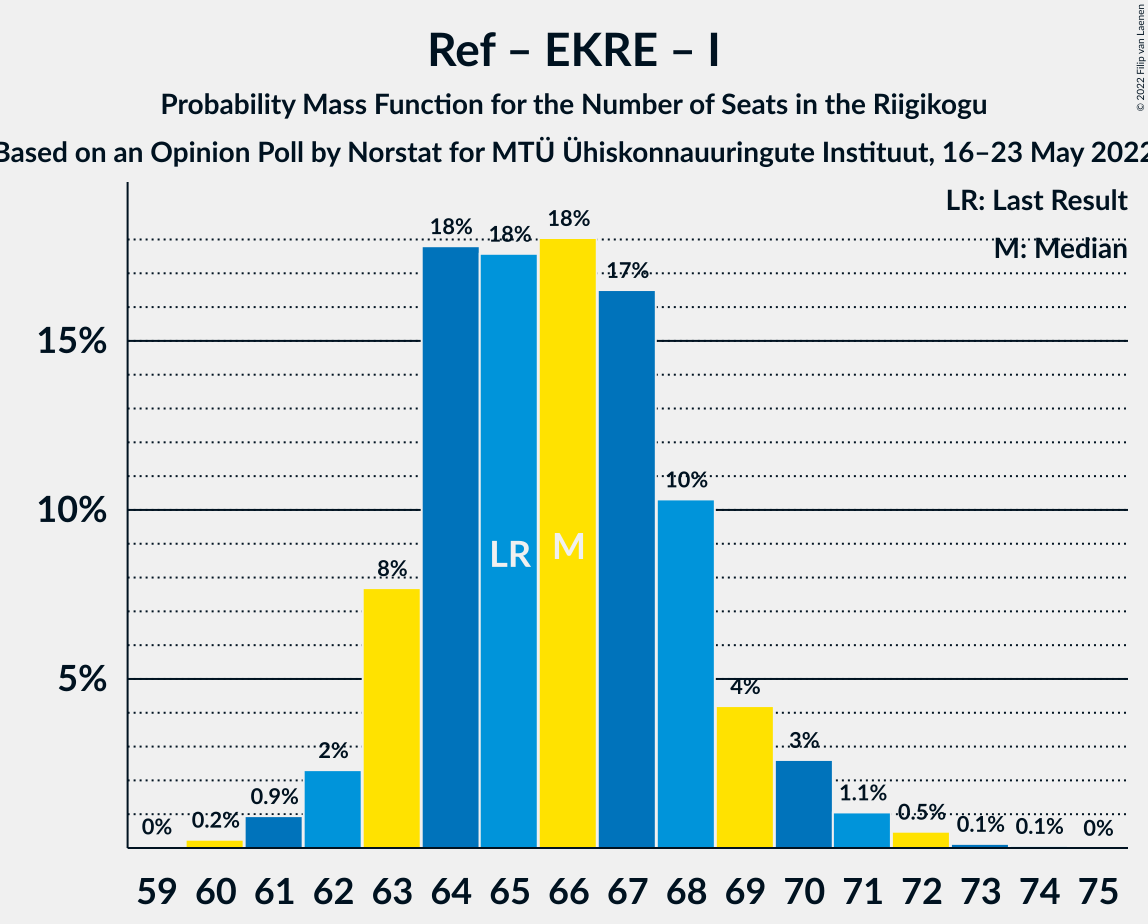 Ref – EKRE – I
Probability Mass Function for the Number of Seats in the Riigikogu
Based on an Opinion Poll by Norstat for MTÜ Ühiskonnauuringute Instituut, 16–23 May 2022
© 2022 Filip van Laenen
LR: Last Result
M: Median
15%
10%
5%
0%
0.2%
0.9%
2%
8%
18%
18%
18%
17%
10%
4%
3%
1.1%
0.5%
0.1%
0.1%
0%
LR
M
59 60 61 62 63 64 65 66 67 68 69 70 71 72 73 74 75